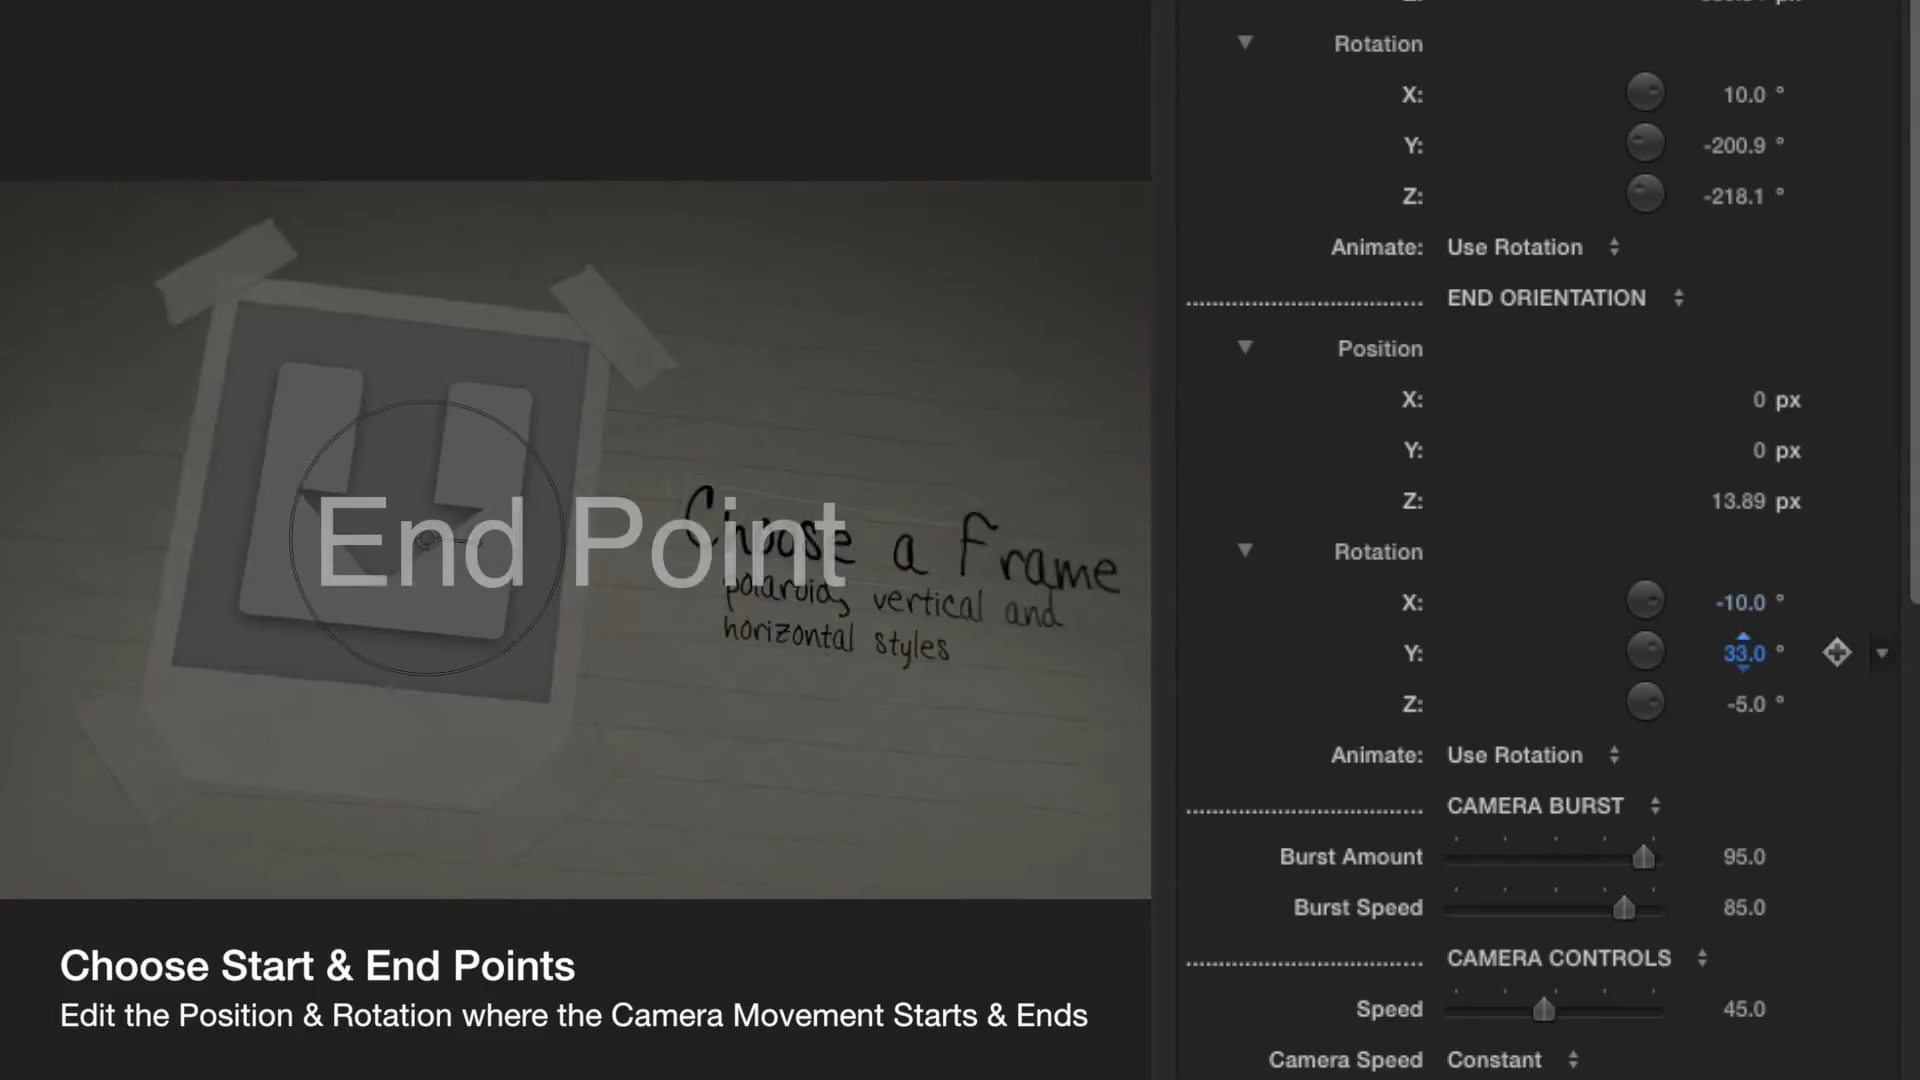 Rotation
X: 10.0 °
Y: -200.9 °
Z: -218.1 °
Animate: Use Rotation
END ORIENTATION
Position
X: 0 px
Y: 0 px
Z: 13.89 px
Rotation
X: -10.0 °
Y: 33.0 °
Z: -5.0 °
Animate: Use Rotation
CAMERA BURST
Burst Amount 95.0
Burst Speed 85.0
CAMERA CONTROLS
Speed 45.0
Camera Speed Constant
End Point
Choose a Frame
polaroid, vertical and
horizontal styles
Choose Start & End Points
Edit the Position & Rotation where the Camera Movement Starts & Ends